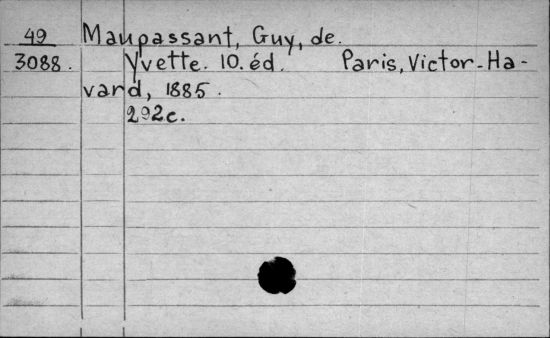 49 Maupassant, Guy, de.
3088. Yvette. 10. éd. Paris, Victor-Ha-
vard, 1885.
292c.